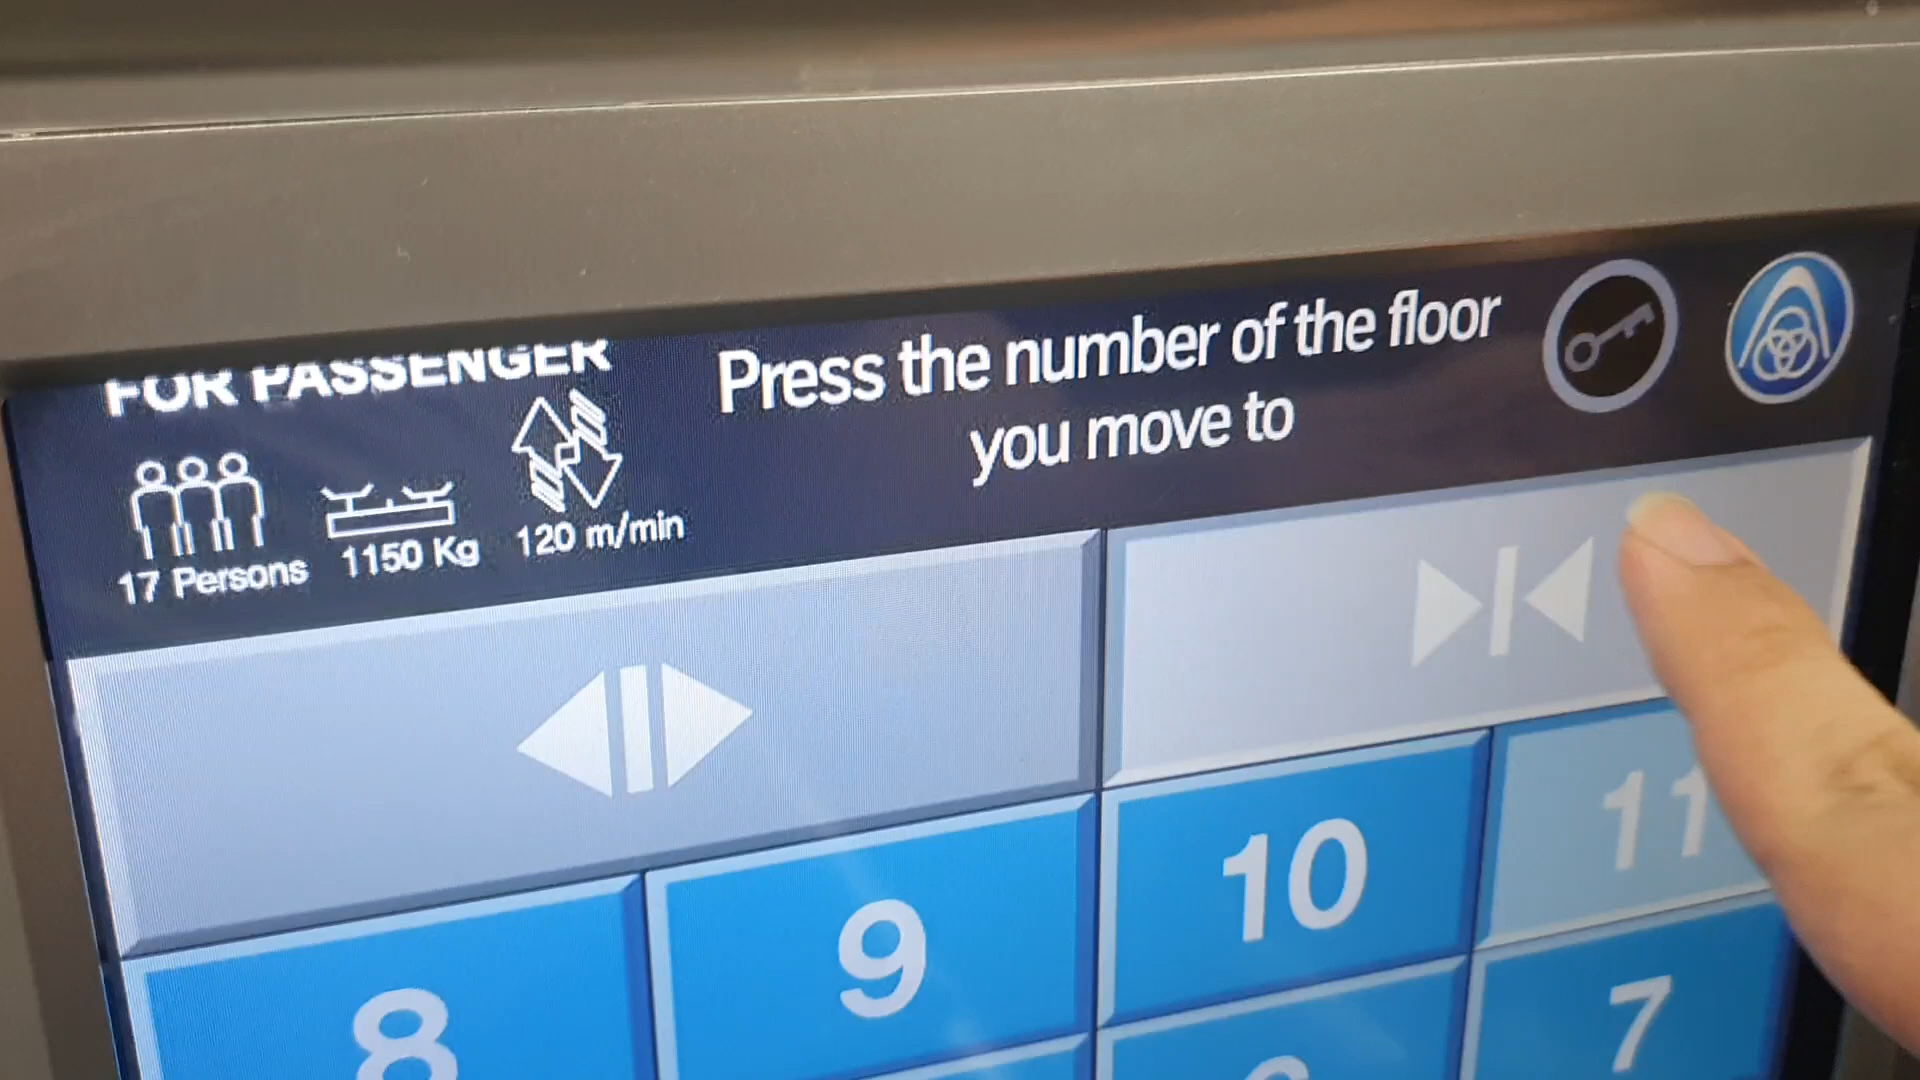 FOR PASSENGER
Press the number of the floor
you move to
17 Persons
1150 Kg
120 m/min
8
9
10
11
7